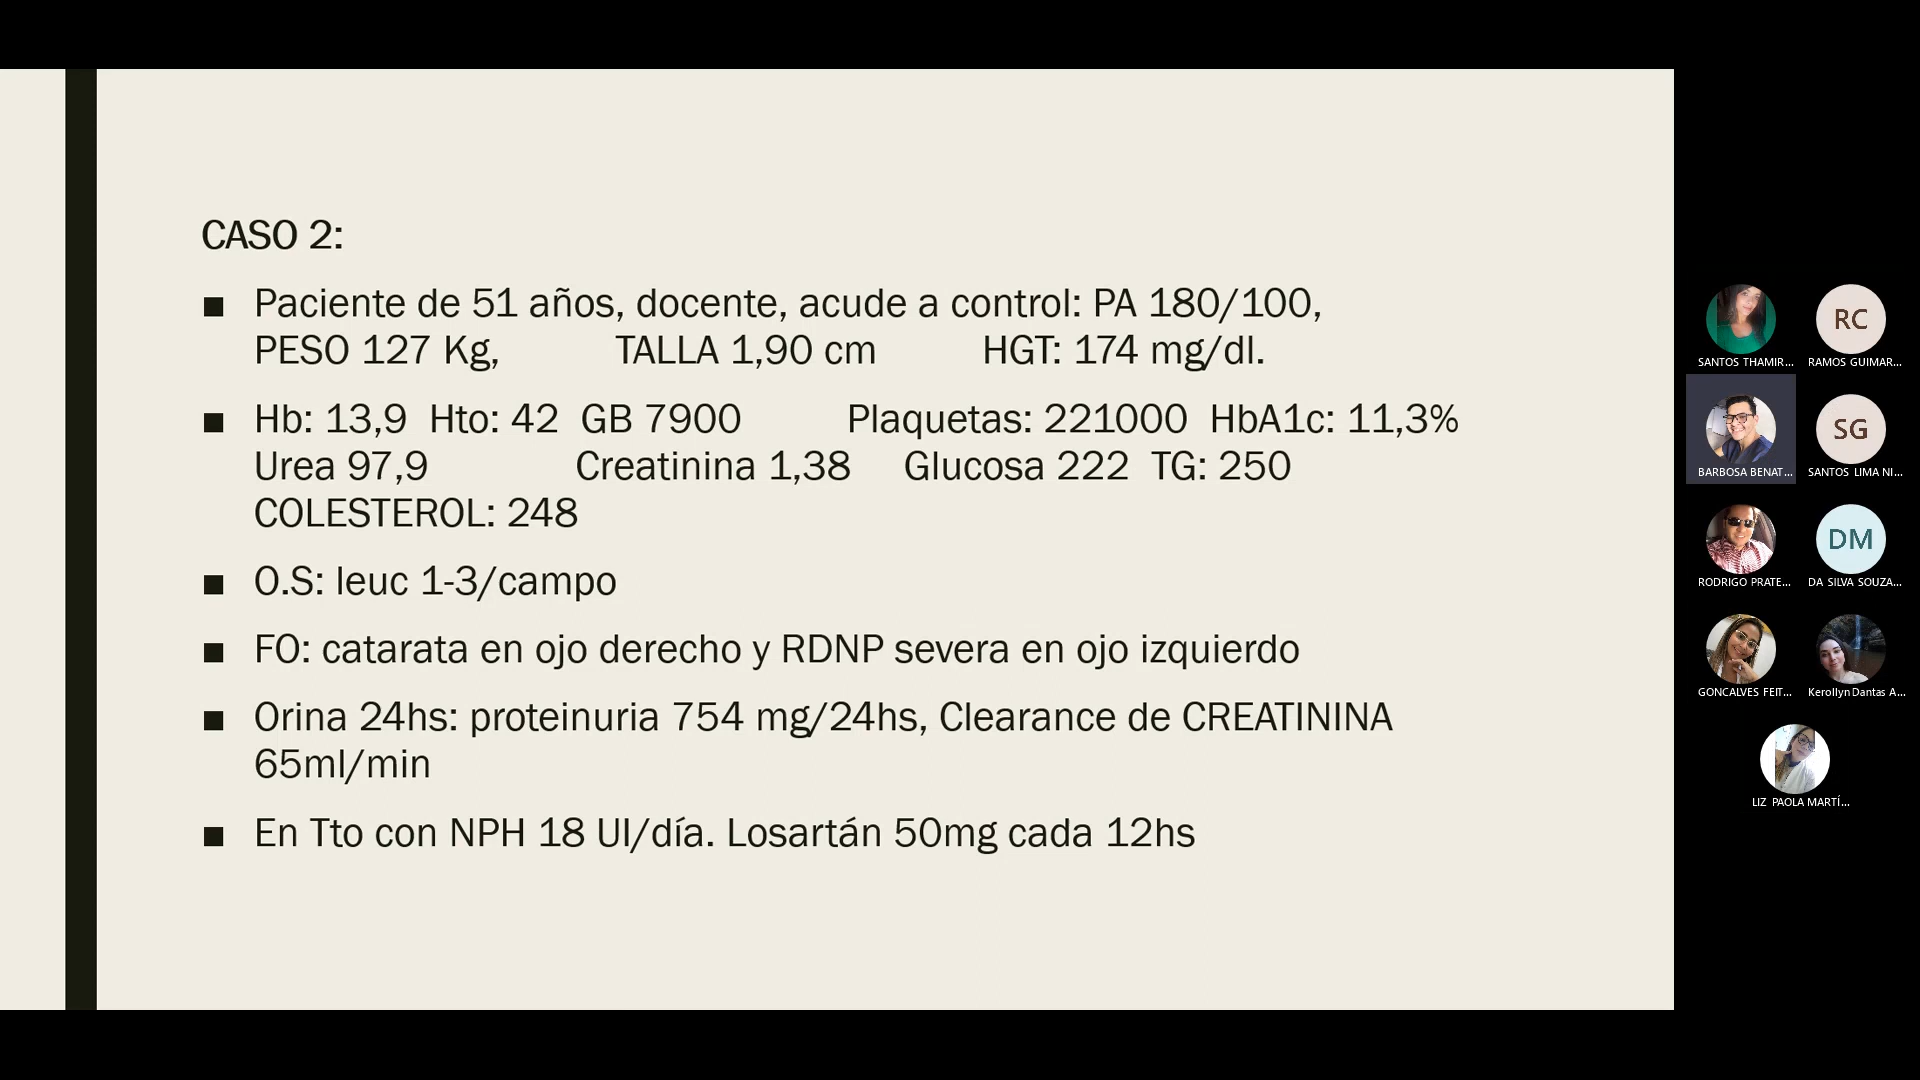 CASO 2:
■ Paciente de 51 años, docente, acude a control: PA 180/100,
PESO 127 Kg, TALLA 1,90 cm HGT: 174 mg/dl.
■ Hb: 13,9 Hto: 42 GB 7900 Plaquetas: 221000 HbA1c: 11,3%
Urea 97,9 Creatinina 1,38 Glucosa 222 TG: 250
COLESTEROL: 248
■ O.S: leuc 1-3/campo
■ FO: catarata en ojo derecho y RDNP severa en ojo izquierdo
■ Orina 24hs: proteinuria 754 mg/24hs, Clearance de CREATININA
65ml/min
■ En Tto con NPH 18 UI/día. Losartán 50mg cada 12hs
RC
SANTOS THAMIR... RAMOS GUIMAR...
SG
BARBOSA BENAT... SANTOS LIMA NI...
DM
RODRIGO PRATE... DA SILVA SOUZA...
GONCALVES FEIT... Kerollyn Dantas A...
LIZ PAOLA MARTÍ...